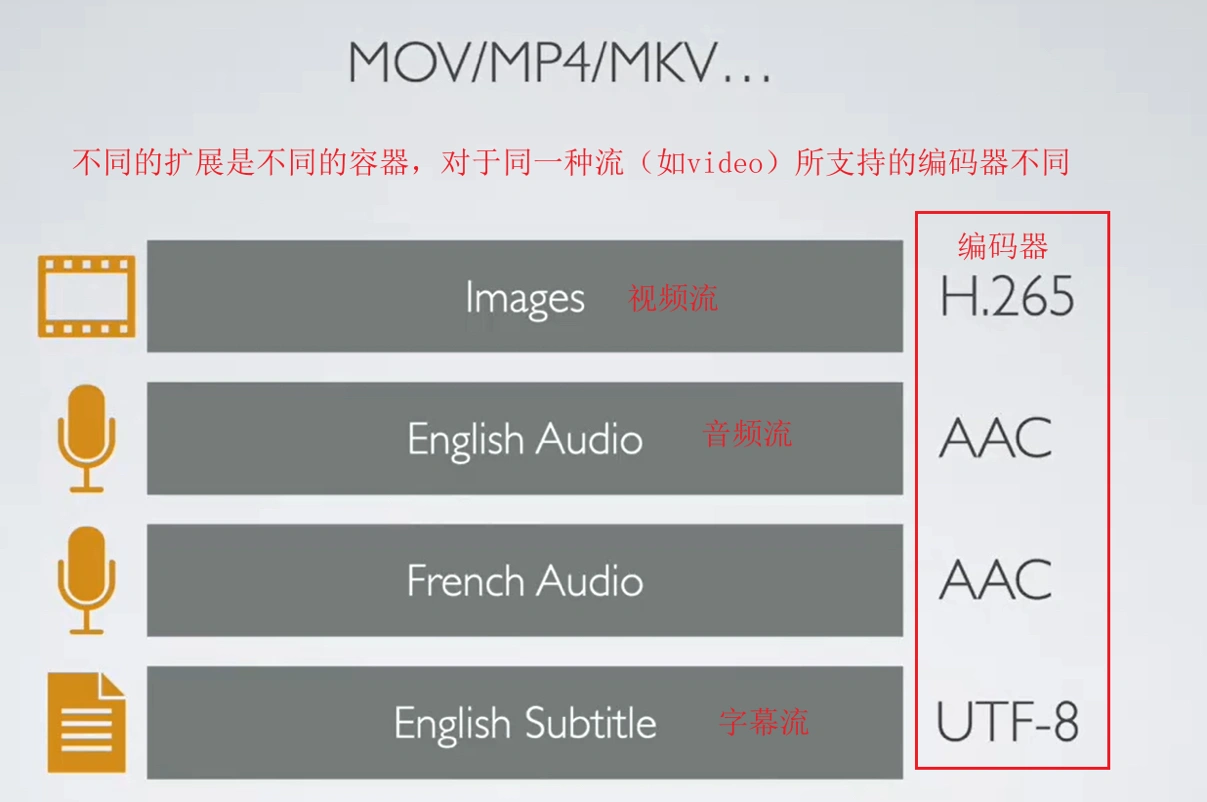 MOV/MP4/MKV...
不同的扩展是不同的容器，对于同一种流（如video）所支持的编码器不同
编码器
Images 视频流 H.265
English Audio 音频流 AAC
French Audio AAC
English Subtitle 字幕流 UTF-8